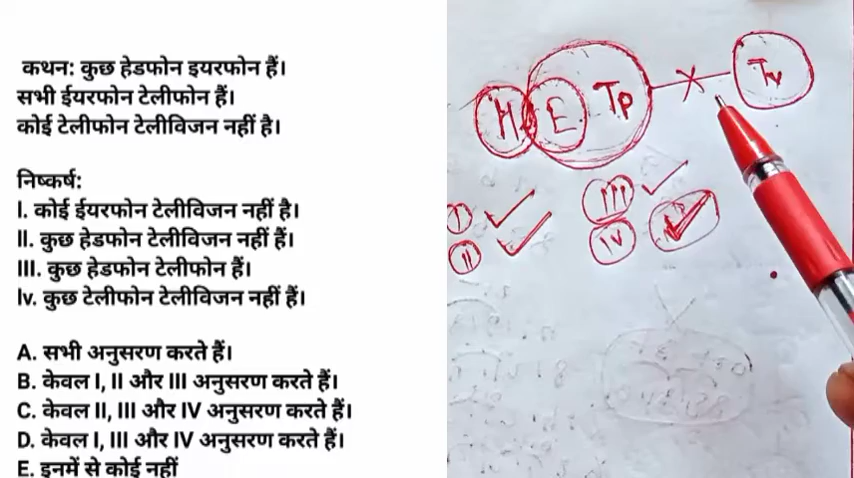 कथन: कुछ हेडफोन इयरफोन हैं।
सभी ईयरफोन टेलीफोन हैं।
कोई टेलीफोन टेलीविजन नहीं है।
निष्कर्ष:
I. कोई ईयरफोन टेलीविजन नहीं है।
II. कुछ हेडफोन टेलीविजन नहीं हैं।
III. कुछ हेडफोन टेलीफोन हैं।
Iv. कुछ टेलीफोन टेलीविजन नहीं हैं।
A. सभी अनुसरण करते हैं।
B. केवल I, II और III अनुसरण करते हैं।
C. केवल II, III और IV अनुसरण करते हैं।
D. केवल I, III और IV अनुसरण करते हैं।
E. इनमें से कोई नहीं
H E Tp Tv
I III
II IV